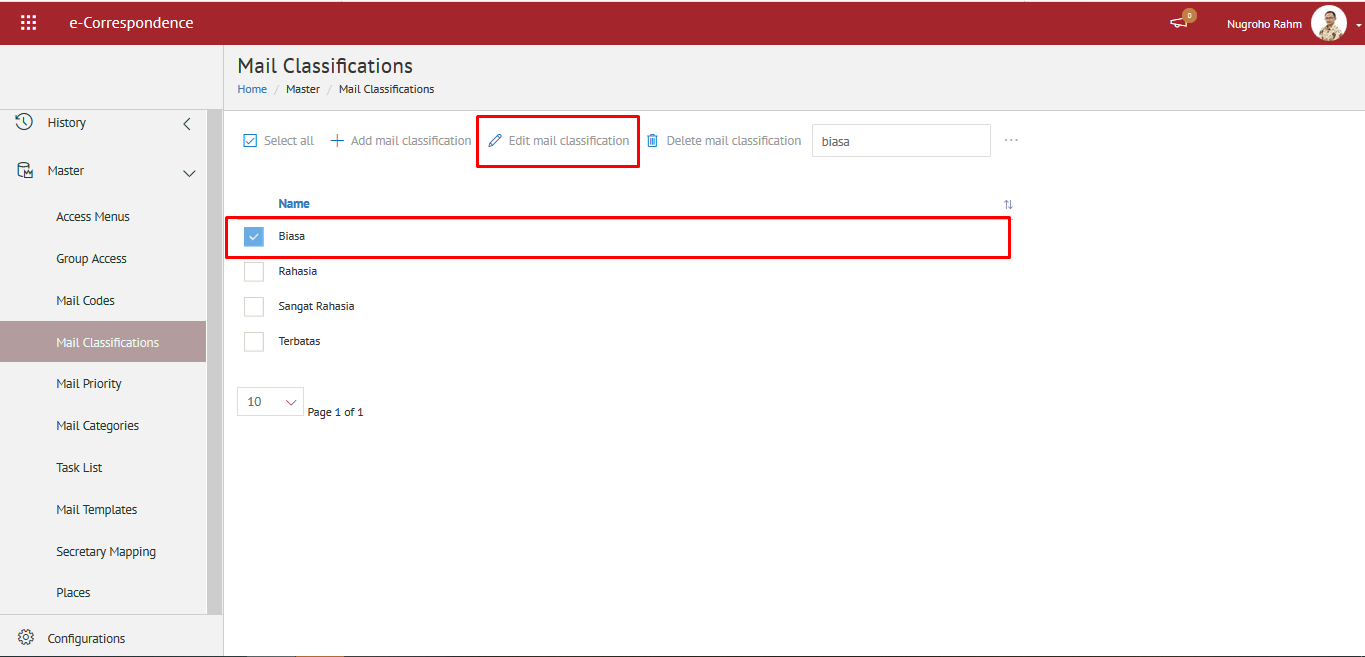 e-Correspondence
0
Nugroho Rahm
Mail Classifications
Home / Master / Mail Classifications
History
Master
Access Menus
Group Access
Mail Codes
Mail Classifications
Mail Priority
Mail Categories
Task List
Mail Templates
Secretary Mapping
Places
Configurations
Select all Add mail classification Edit mail classification Delete mail classification biasa ...
Name
Biasa
Rahasia
Sangat Rahasia
Terbatas
10 Page 1 of 1